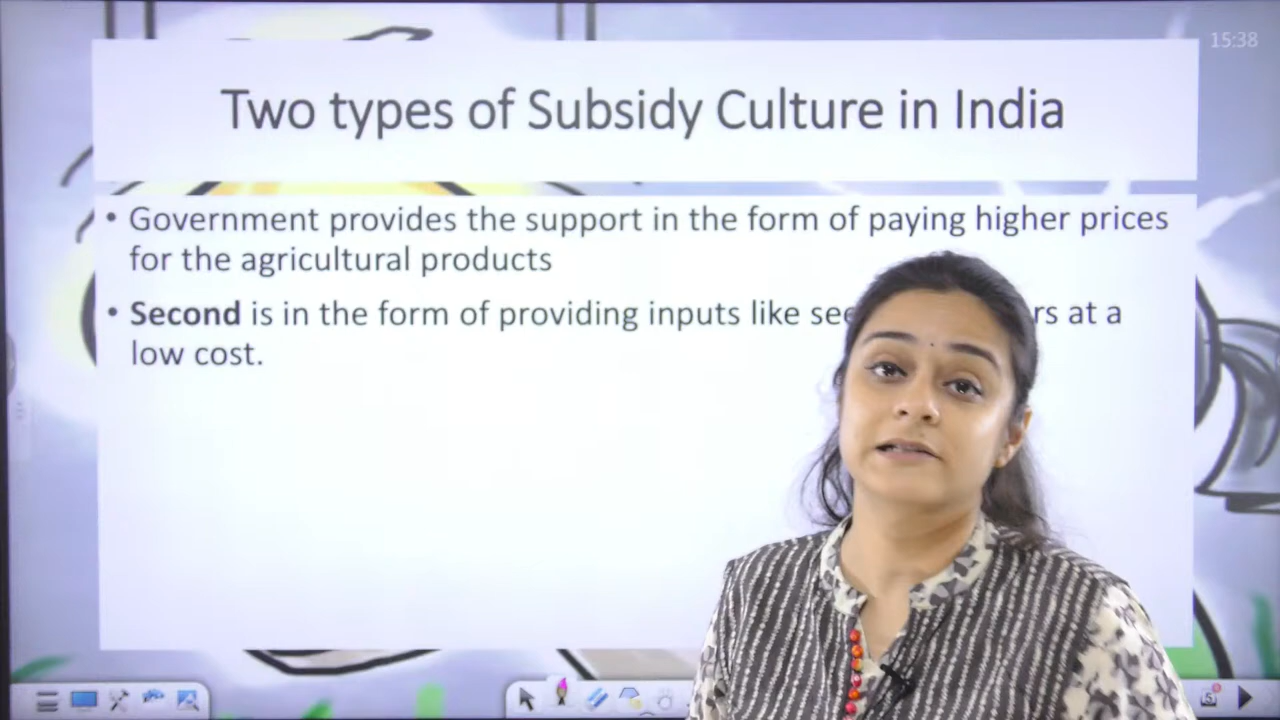 15:38
Two types of Subsidy Culture in India
• Government provides the support in the form of paying higher prices
for the agricultural products
• Second is in the form of providing inputs like see rs at a
low cost.
5